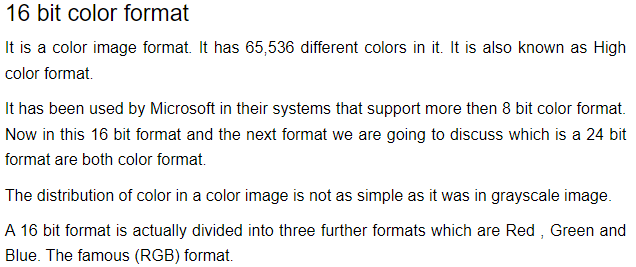 16 bit color format
It is a color image format. It has 65,536 different colors in it. It is also known as High
color format.
It has been used by Microsoft in their systems that support more then 8 bit color format.
Now in this 16 bit format and the next format we are going to discuss which is a 24 bit
format are both color format.
The distribution of color in a color image is not as simple as it was in grayscale image.
A 16 bit format is actually divided into three further formats which are Red , Green and
Blue. The famous (RGB) format.